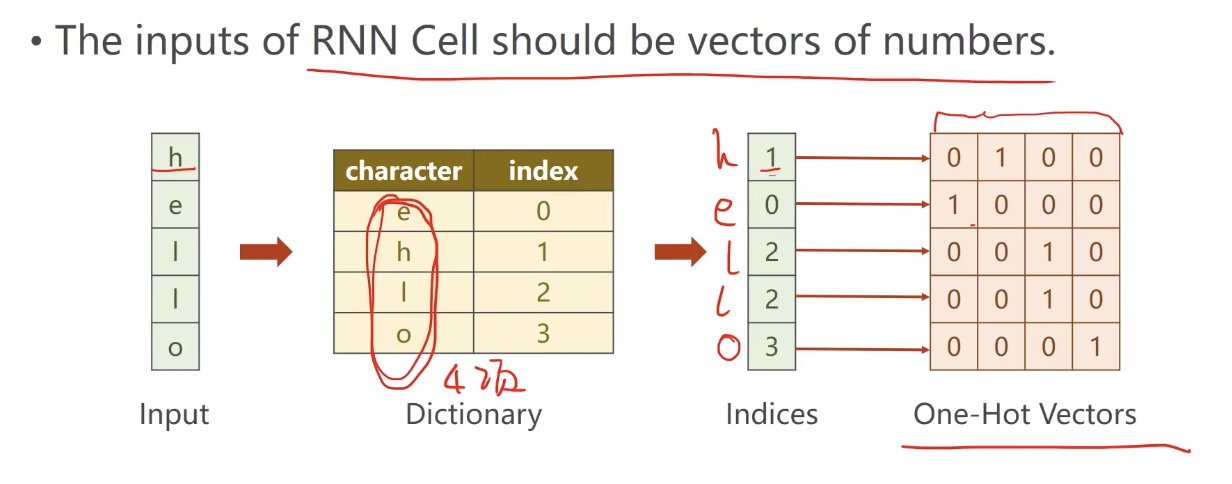 • The inputs of RNN Cell should be vectors of numbers.
h
e
l
l
o
Input
character index
e 0
h 1
l 2
o 3
4项
Dictionary
h 1
e 0
l 2
l 2
o 3
Indices
0 1 0 0
1 0 0 0
0 0 1 0
0 0 1 0
0 0 0 1
One-Hot Vectors